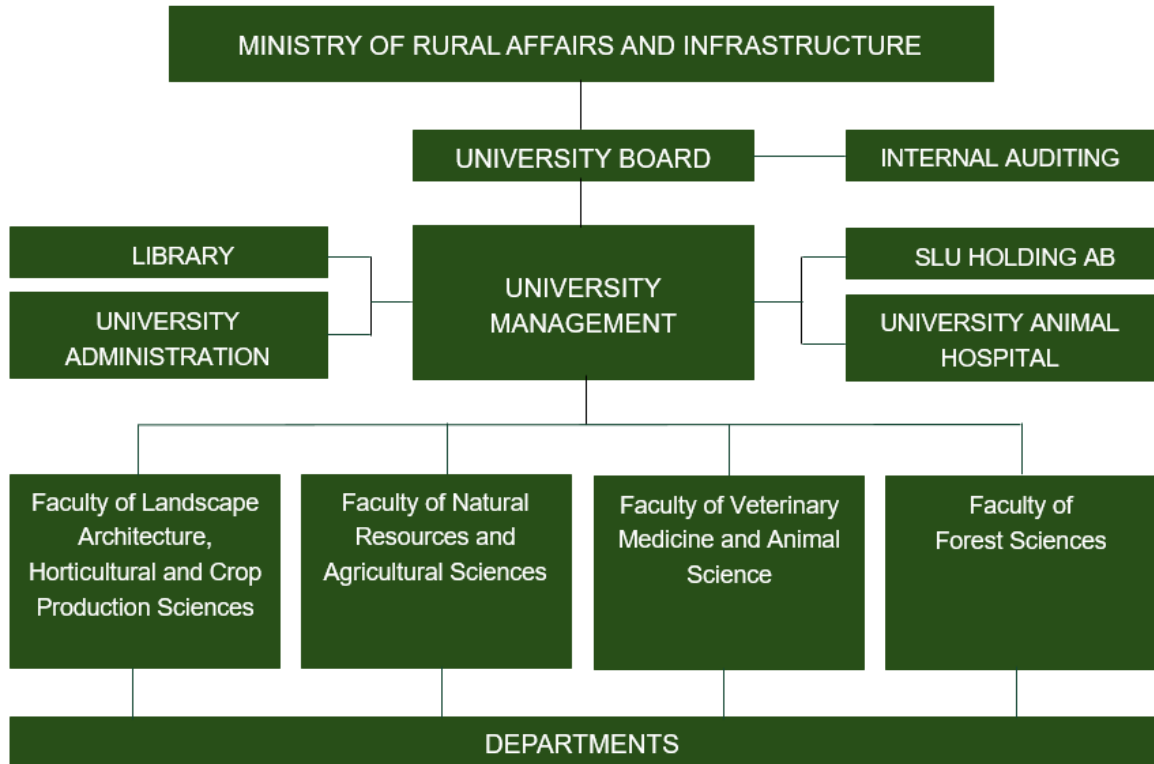 MINISTRY OF RURAL AFFAIRS AND INFRASTRUCTURE
UNIVERSITY BOARD
INTERNAL AUDITING
LIBRARY
UNIVERSITY
ADMINISTRATION
UNIVERSITY
MANAGEMENT
SLU HOLDING AB
UNIVERSITY ANIMAL
HOSPITAL
Faculty of Landscape
Architecture,
Horticultural and Crop
Production Sciences
Faculty of Natural
Resources and
Agricultural Sciences
Faculty of Veterinary
Medicine and Animal
Science
Faculty of
Forest Sciences
DEPARTMENTS